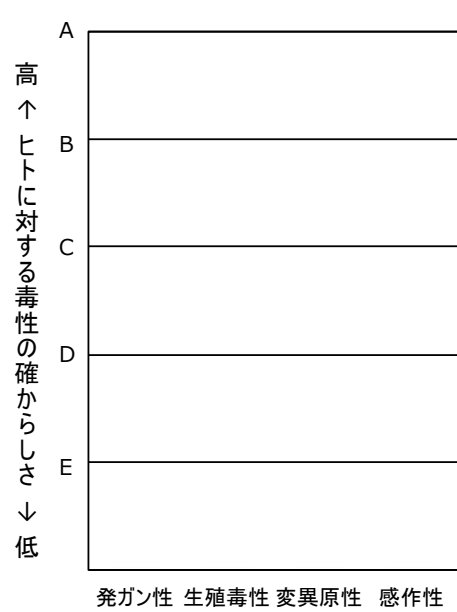 高 ↑ ヒトに対する毒性の確からしさ ↓ 低
A
B
C
D
E
発ガン性 生殖毒性 変異原性 感作性